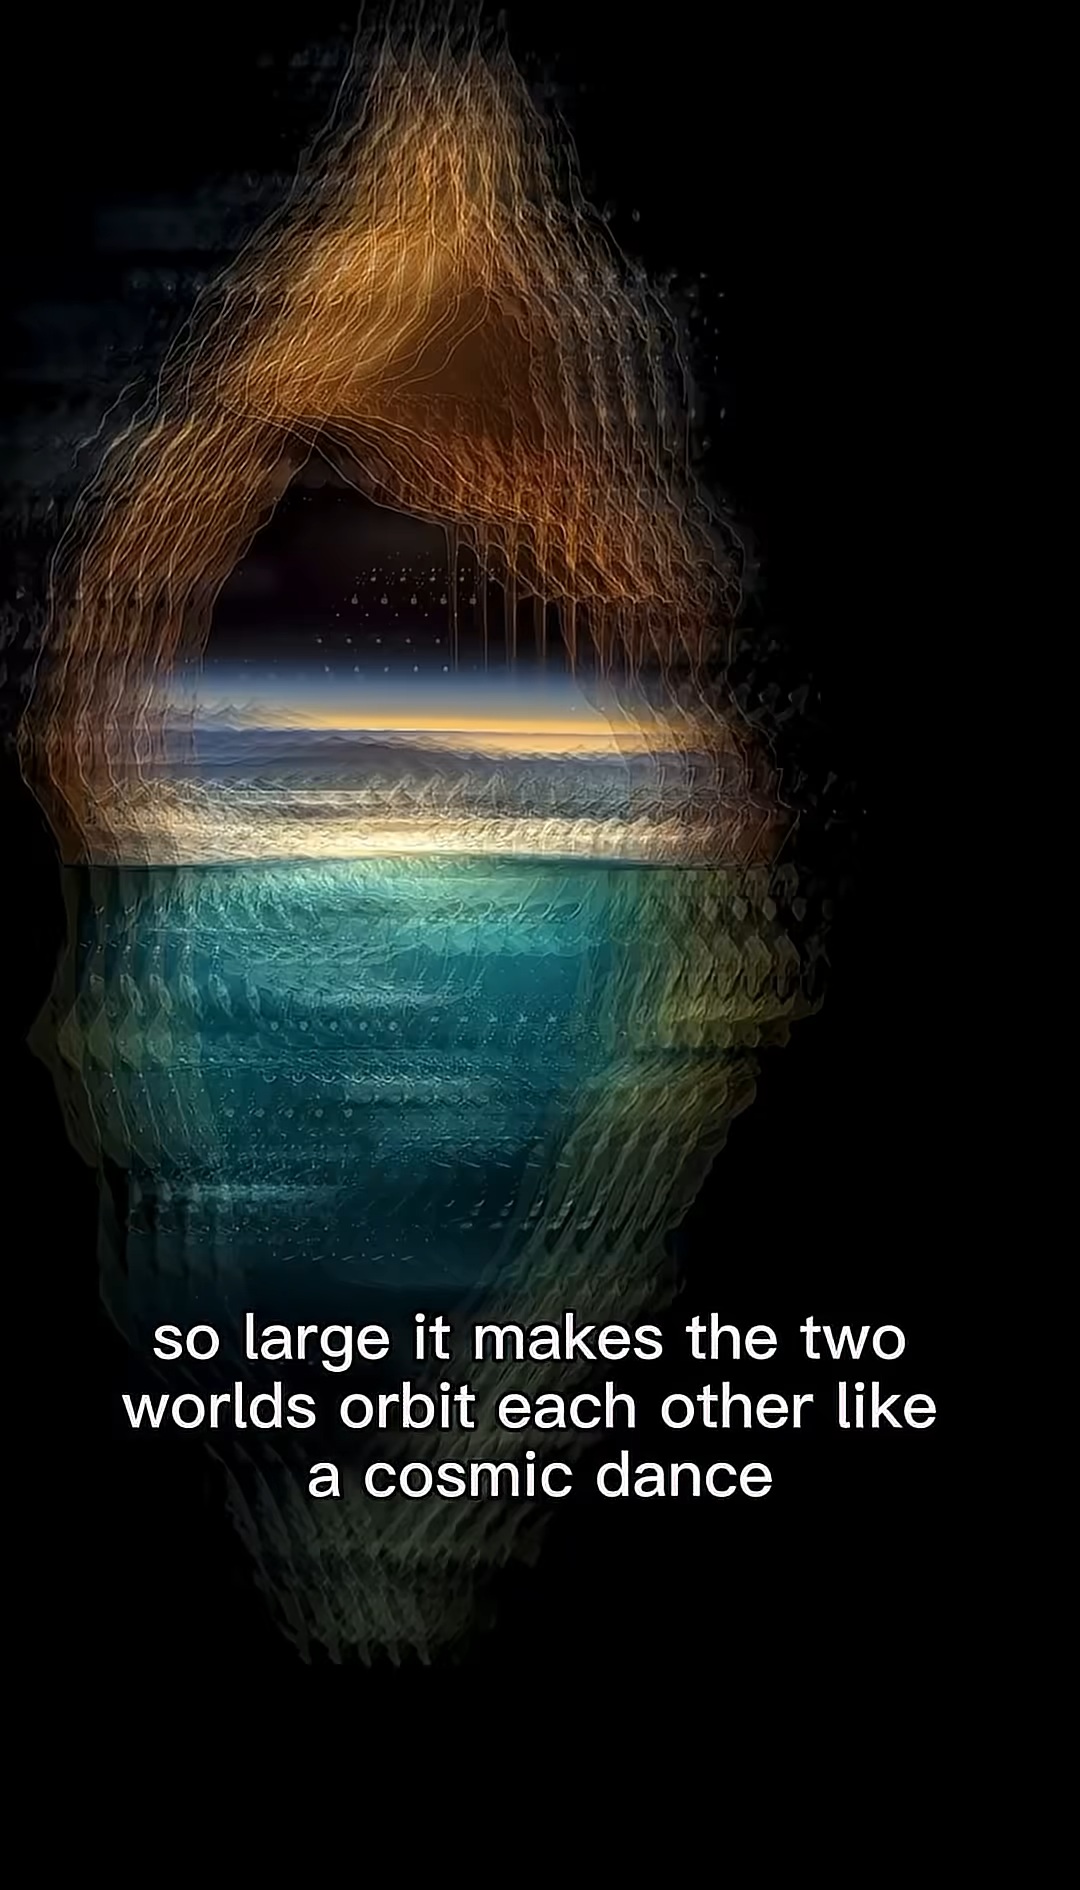 so large it makes the two
worlds orbit each other like
a cosmic dance